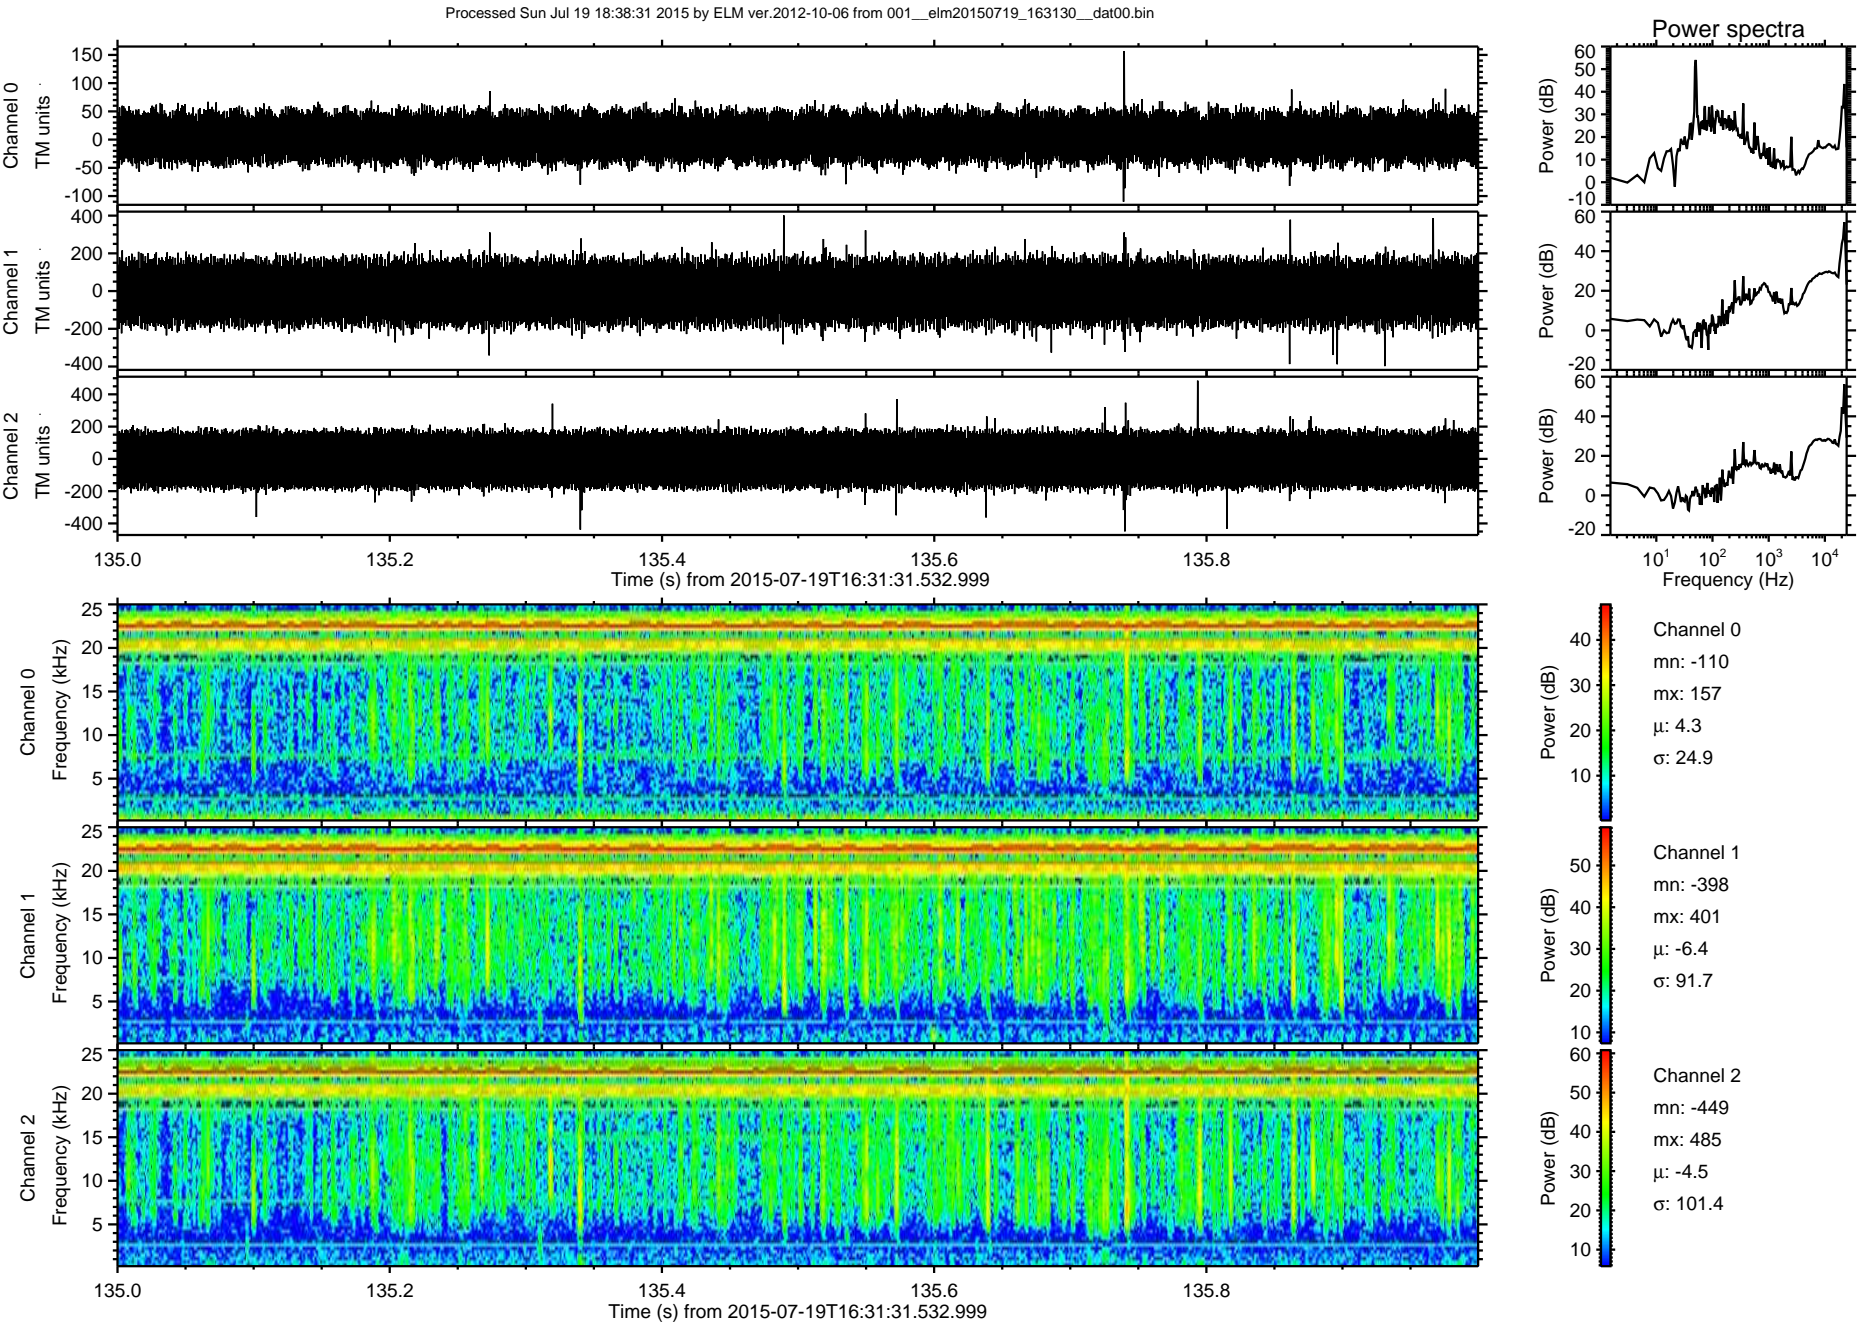 Processed Sun Jul 19 18:38:31 2015 by ELM ver.2012-10-06 from 001__elm20150719_163130__dat00.bin
Power spectra
Channel 0
TM units
150
100
50
0
-50
-100
Power (dB)
60
50
40
30
20
10
0
-10
Channel 1
TM units
400
200
0
-200
-400
Power (dB)
60
40
20
0
-20
Channel 2
TM units
400
200
0
-200
-400
Power (dB)
60
40
20
0
-20
135.0 135.2 135.4 135.6 135.8
Time (s) from 2015-07-19T16:31:31.532.999
10¹ 10² 10³ 10⁴
Frequency (Hz)
Channel 0
Frequency (kHz)
25
20
15
10
5
Power (dB)
40
30
20
10
Channel 0
mn: -110
mx: 157
μ: 4.3
σ: 24.9
Channel 1
Frequency (kHz)
25
20
15
10
5
Power (dB)
50
40
30
20
10
Channel 1
mn: -398
mx: 401
μ: -6.4
σ: 91.7
Channel 2
Frequency (kHz)
25
20
15
10
5
Power (dB)
60
50
40
30
20
10
Channel 2
mn: -449
mx: 485
μ: -4.5
σ: 101.4
135.0 135.2 135.4 135.6 135.8
Time (s) from 2015-07-19T16:31:31.532.999